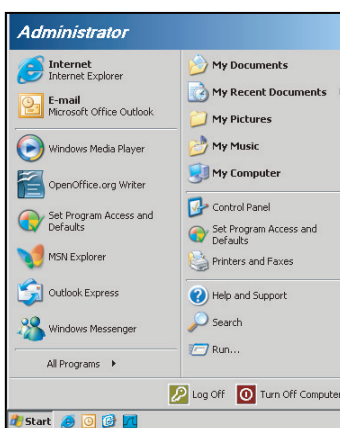 Administrator
Internet
Internet Explorer
E-mail
Microsoft Office Outlook
Windows Media Player
OpenOffice.org Writer
Set Program Access and
Defaults
MSN Explorer
Outlook Express
Windows Messenger
All Programs
My Documents
My Recent Documents
My Pictures
My Music
My Computer
Control Panel
Set Program Access and
Defaults
Printers and Faxes
Help and Support
Search
Run...
Log Off
Turn Off Computer
Start